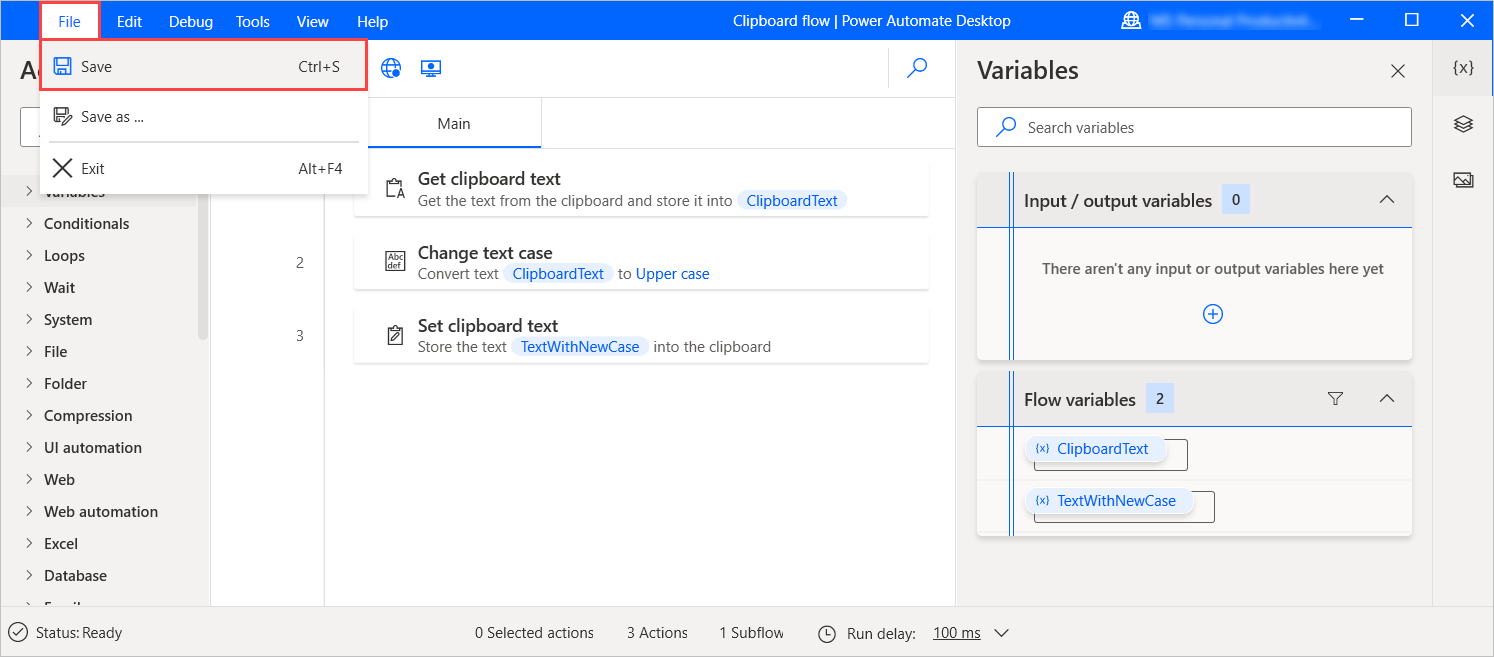 File Edit Debug Tools View Help Clipboard flow | Power Automate Desktop
Save Ctrl+S
Save as ...
Exit Alt+F4
Variables
Conditionals
Loops
Wait
System
File
Folder
Compression
UI automation
Web
Web automation
Excel
Database
Main
Get clipboard text
Get the text from the clipboard and store it into ClipboardText
2
Change text case
Convert text ClipboardText to Upper case
3
Set clipboard text
Store the text TextWithNewCase into the clipboard
Variables
{x}
Search variables
Input / output variables 0
There aren't any input or output variables here yet
Flow variables 2
{x} ClipboardText
{x} TextWithNewCase
Status: Ready 0 Selected actions 3 Actions 1 Subflow Run delay: 100 ms